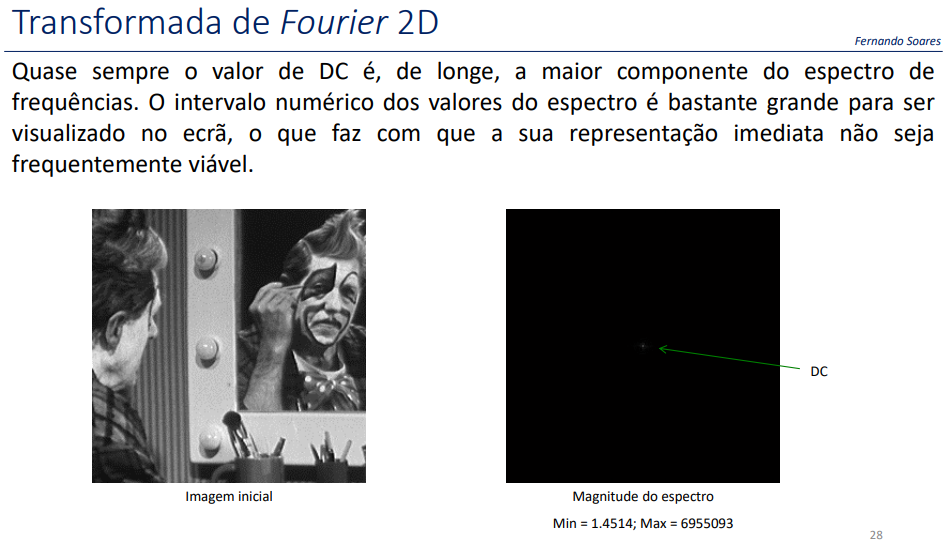 Transformada de Fourier 2D
Fernando Soares
Quase sempre o valor de DC é, de longe, a maior componente do espectro de
frequências. O intervalo numérico dos valores do espectro é bastante grande para ser
visualizado no ecrã, o que faz com que a sua representação imediata não seja
frequentemente viável.
DC
Imagem inicial
Magnitude do espectro
Min = 1.4514; Max = 6955093
28